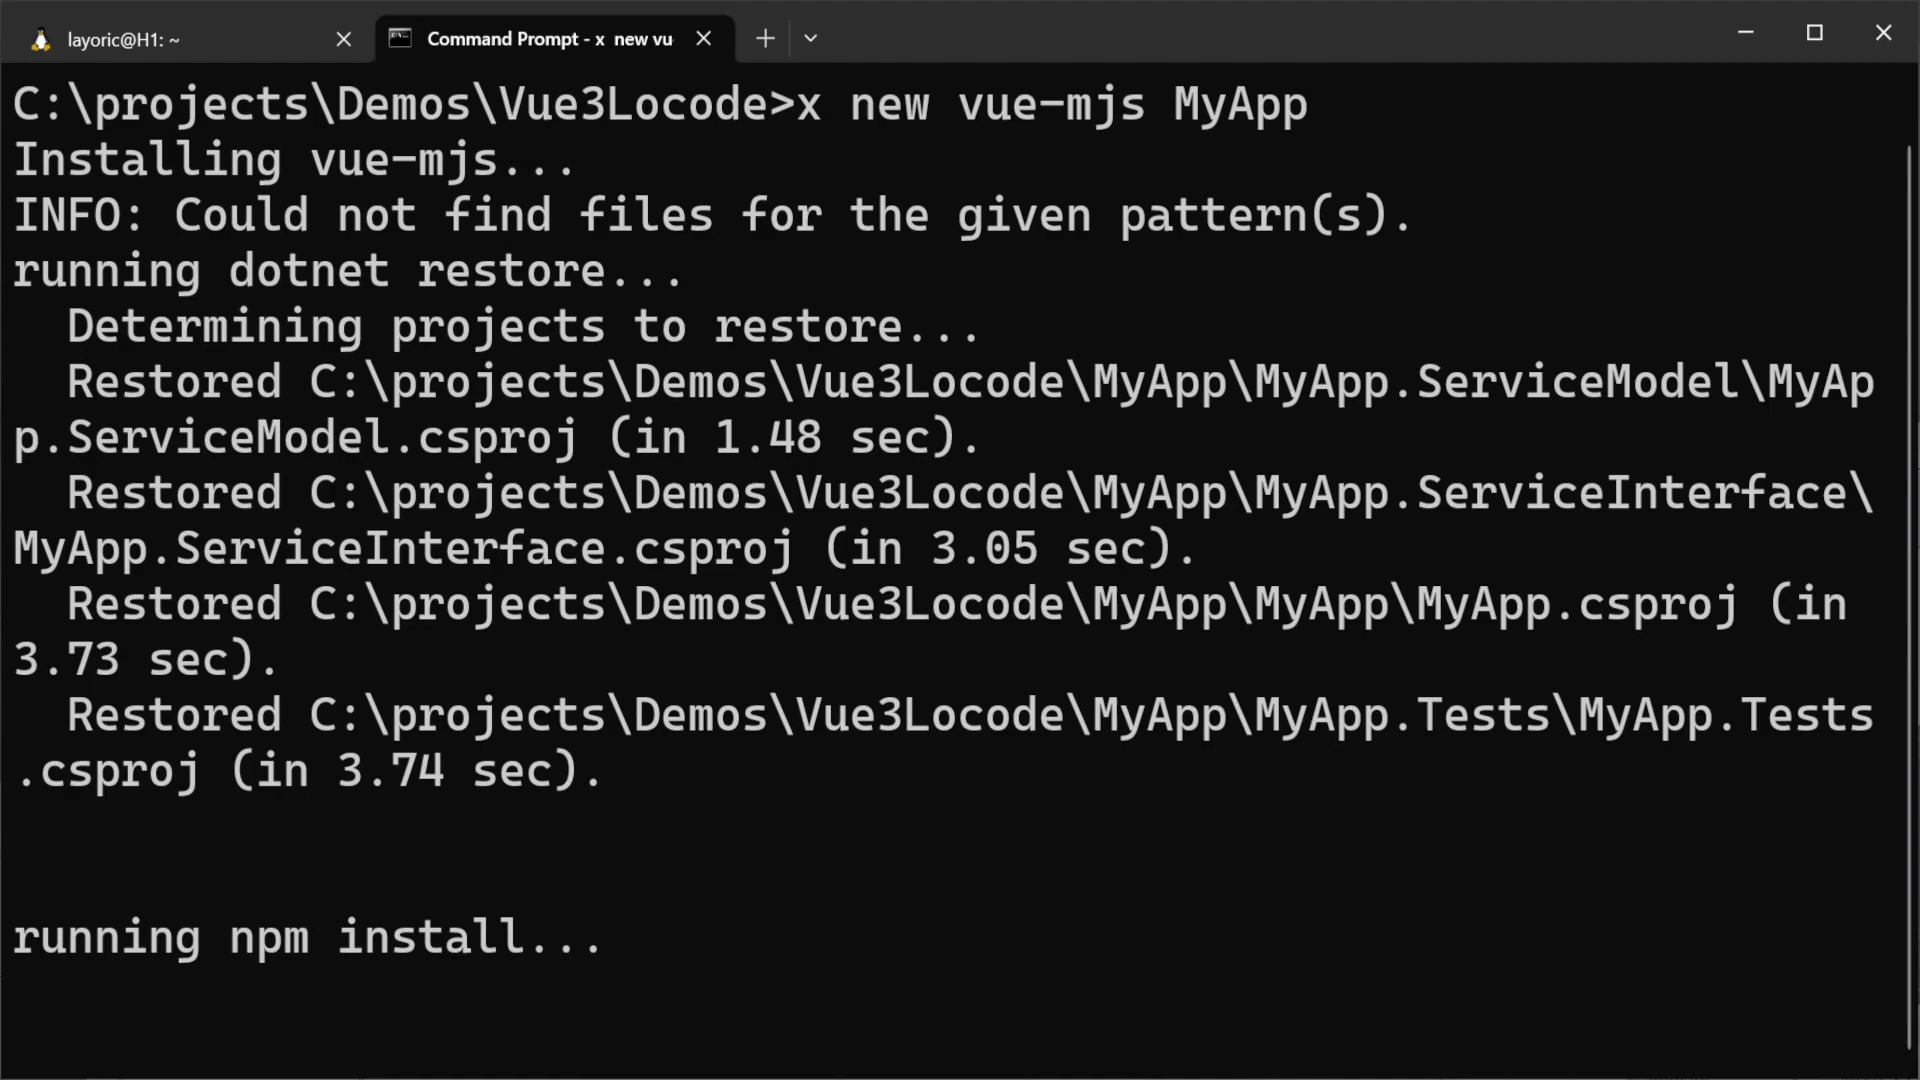 layoric@H1: ~
Command Prompt - x  new vu
C:\projects\Demos\Vue3Locode>x new vue-mjs MyApp
Installing vue-mjs...
INFO: Could not find files for the given pattern(s).
running dotnet restore...
  Determining projects to restore...
  Restored C:\projects\Demos\Vue3Locode\MyApp\MyApp.ServiceModel\MyAp
p.ServiceModel.csproj (in 1.48 sec).
  Restored C:\projects\Demos\Vue3Locode\MyApp\MyApp.ServiceInterface\
MyApp.ServiceInterface.csproj (in 3.05 sec).
  Restored C:\projects\Demos\Vue3Locode\MyApp\MyApp\MyApp.csproj (in
3.73 sec).
  Restored C:\projects\Demos\Vue3Locode\MyApp\MyApp.Tests\MyApp.Tests
.csproj (in 3.74 sec).
running npm install...